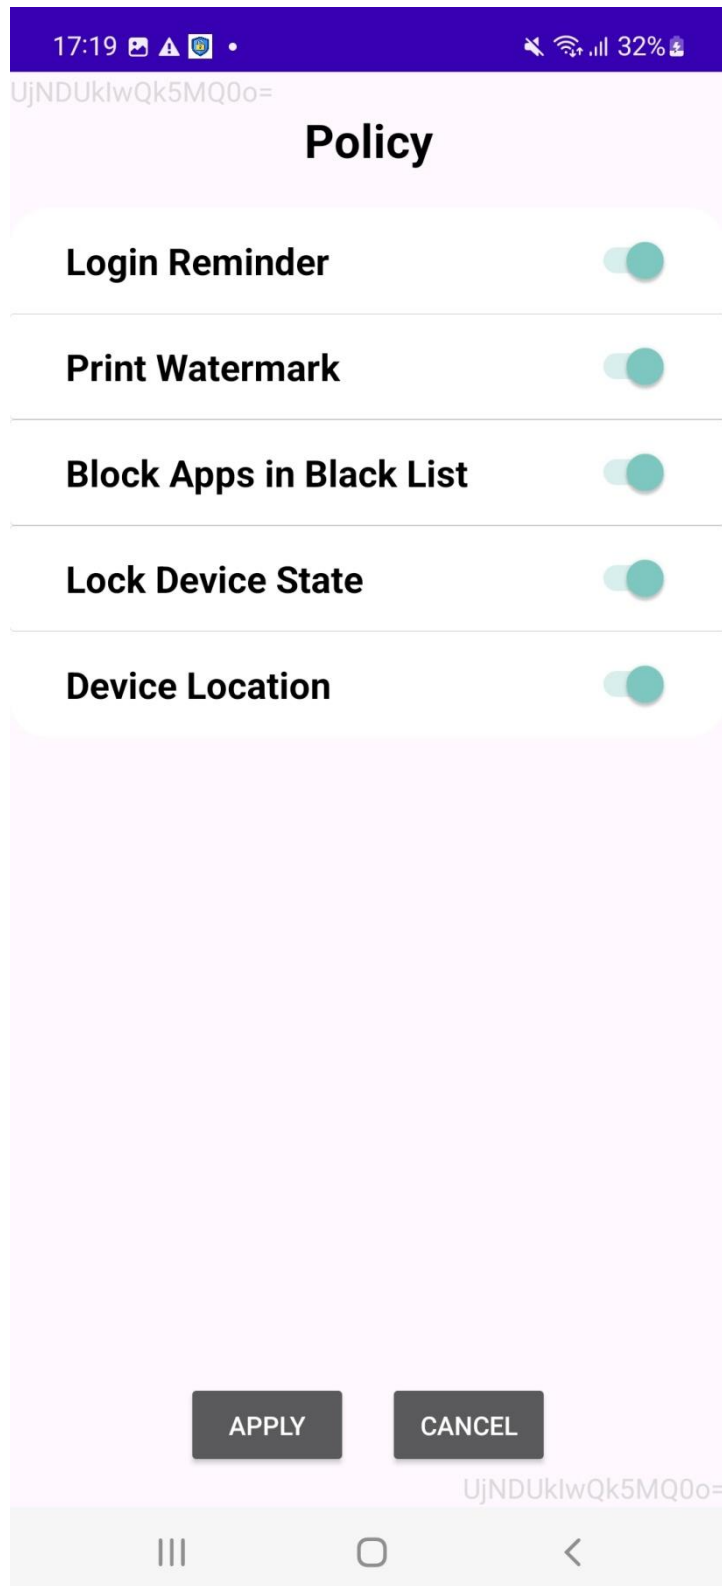 17:19 32%
UjNDUklwQk5MQ0o=
Policy
Login Reminder
Print Watermark
Block Apps in Black List
Lock Device State
Device Location
APPLY CANCEL
UjNDUklwQk5MQ0o=